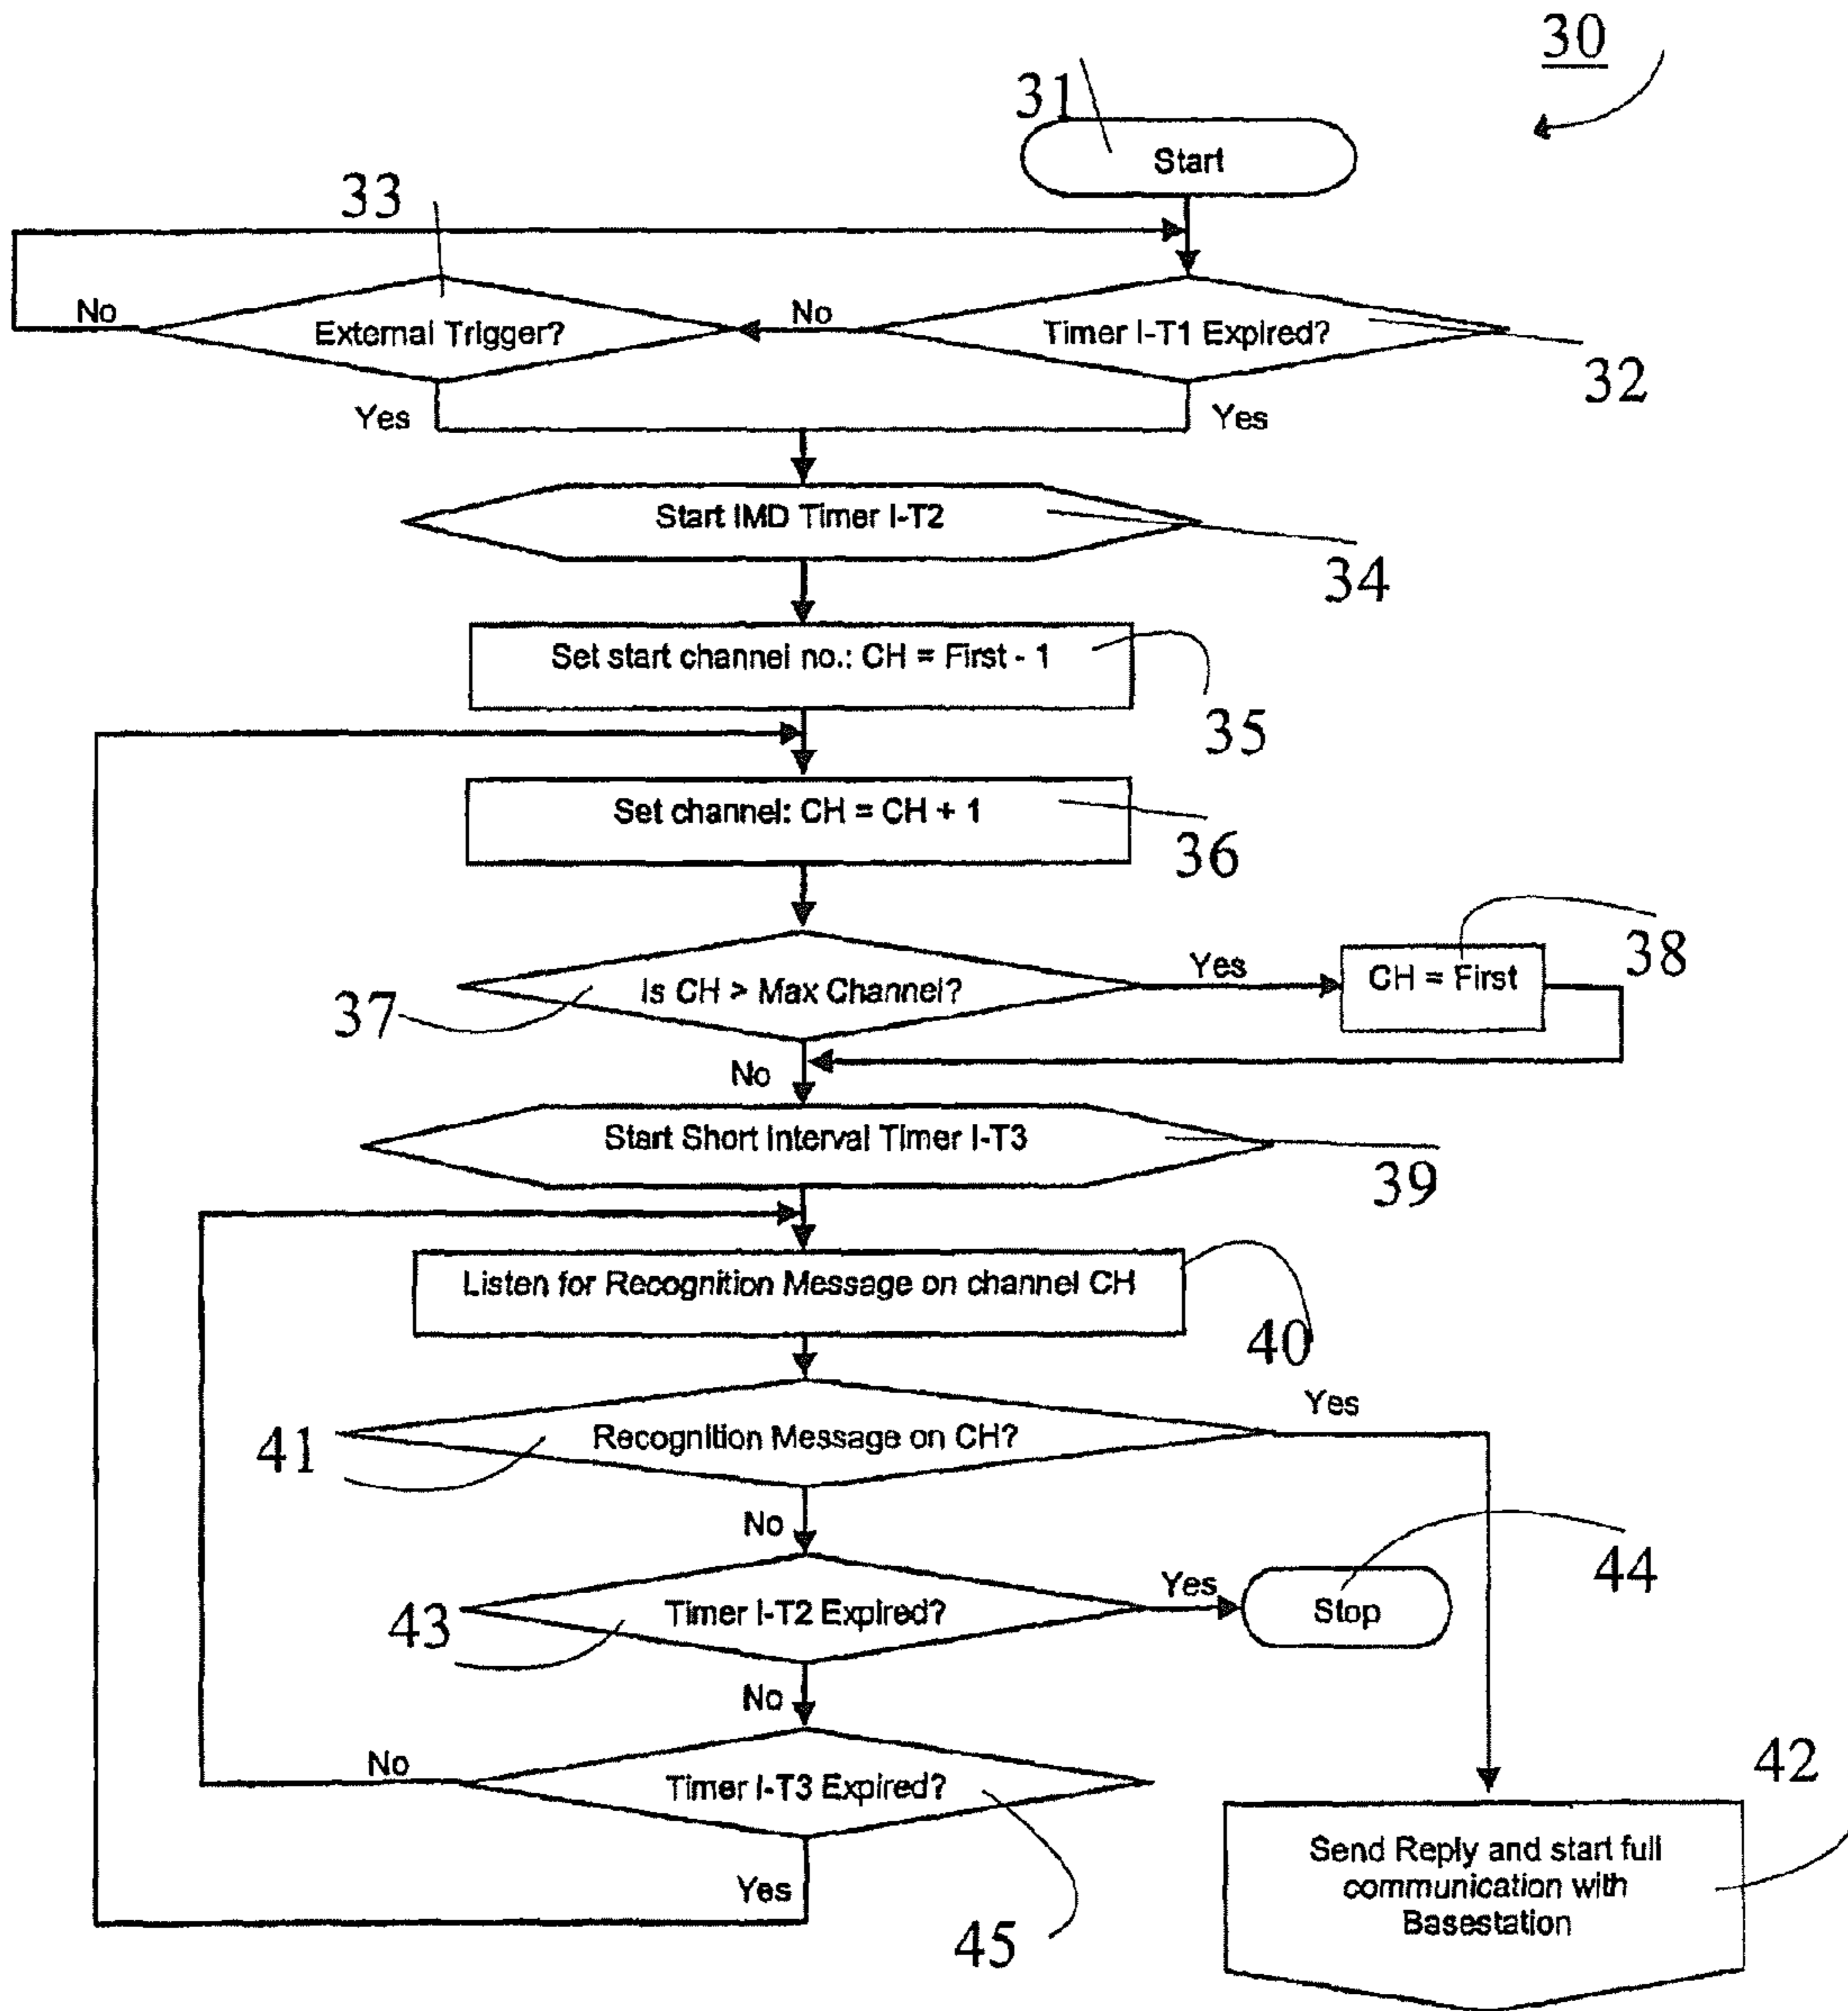 30
31
Start
33
No
External Trigger?
No
Timer I-T1 Expired?
32
Yes
Yes
Start IMD Timer I-T2
34
Set start channel no.: CH = First - 1
35
Set channel: CH = CH + 1
36
Is CH > Max Channel?
Yes
CH = First
38
37
No
Start Short Interval Timer I-T3
39
Listen for Recognition Message on channel CH
40
Recognition Message on CH?
Yes
41
No
Timer I-T2 Expired?
Yes
Stop
44
43
No
No
Timer I-T3 Expired?
42
Yes
45
Send Reply and start full
communication with
Basestation